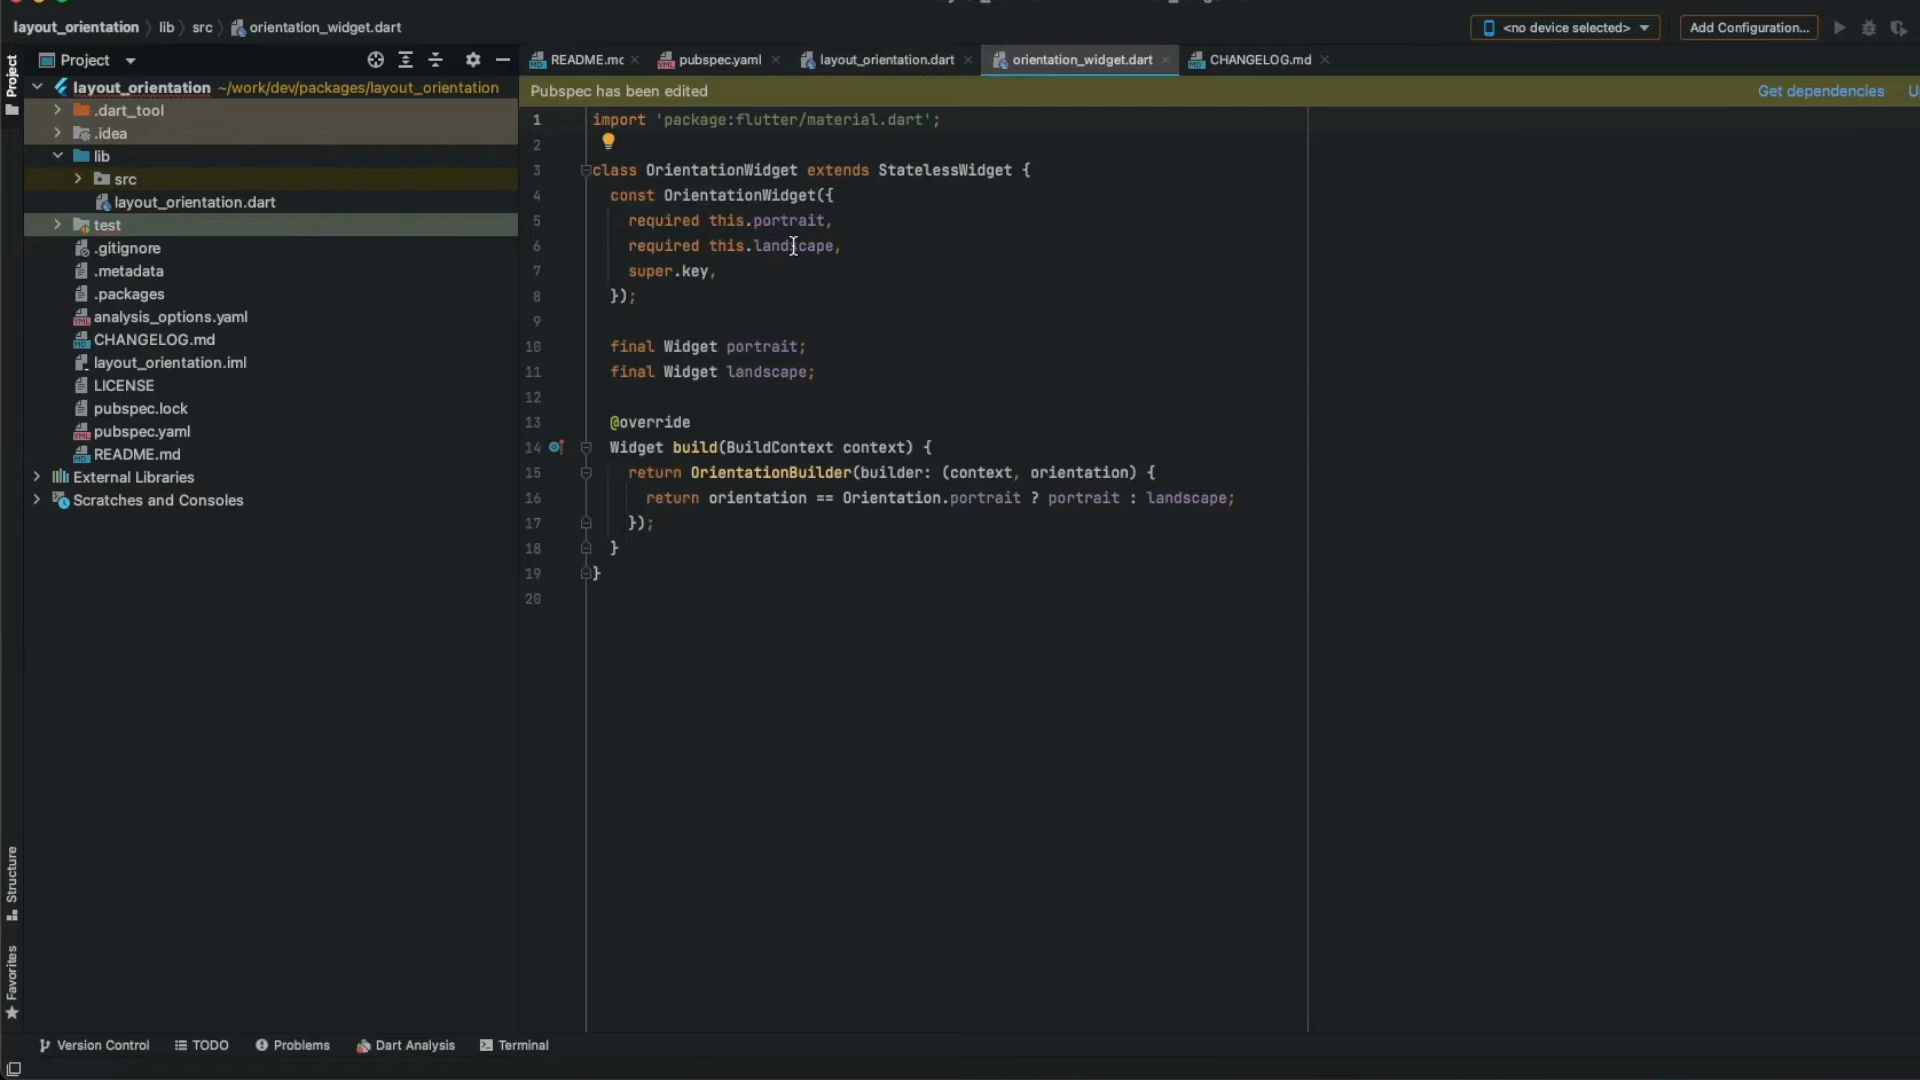 layout_orientation lib src orientation_widget.dart
<no device selected> Add Configuration...
Project
Project
README.mc pubspec.yaml layout_orientation.dart orientation_widget.dart CHANGELOG.md
Pubspec has been edited
Get dependencies
layout_orientation ~/work/dev/packages/layout_orientation
.dart_tool
.idea
lib
src
layout_orientation.dart
test
.gitignore
.metadata
.packages
analysis_options.yaml
CHANGELOG.md
layout_orientation.iml
LICENSE
pubspec.lock
pubspec.yaml
README.md
External Libraries
Scratches and Consoles
1 import 'package:flutter/material.dart';
2
3 class OrientationWidget extends StatelessWidget {
4 const OrientationWidget({
5 required this.portrait,
6 required this.landscape,
7 super.key,
8 });
9
10 final Widget portrait;
11 final Widget landscape;
12
13 @override
14 Widget build(BuildContext context) {
15 return OrientationBuilder(builder: (context, orientation) {
16 return orientation == Orientation.portrait ? portrait : landscape;
17 });
18 }
19 }
20
Structure
Favorites
Version Control TODO Problems Dart Analysis Terminal